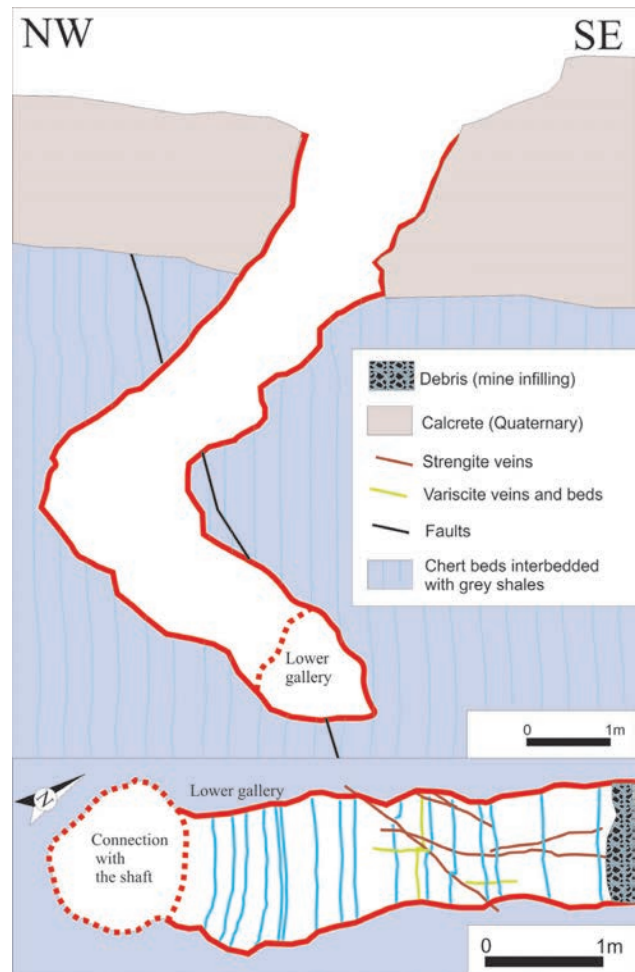 NW
SE
Debris (mine infilling)
Calcrete (Quaternary)
Strengite veins
Variscite veins and beds
Faults
Chert beds interbedded
with grey shales
Lower
gallery
0 1m
N
Lower gallery
Connection
with
the shaft
0 1m